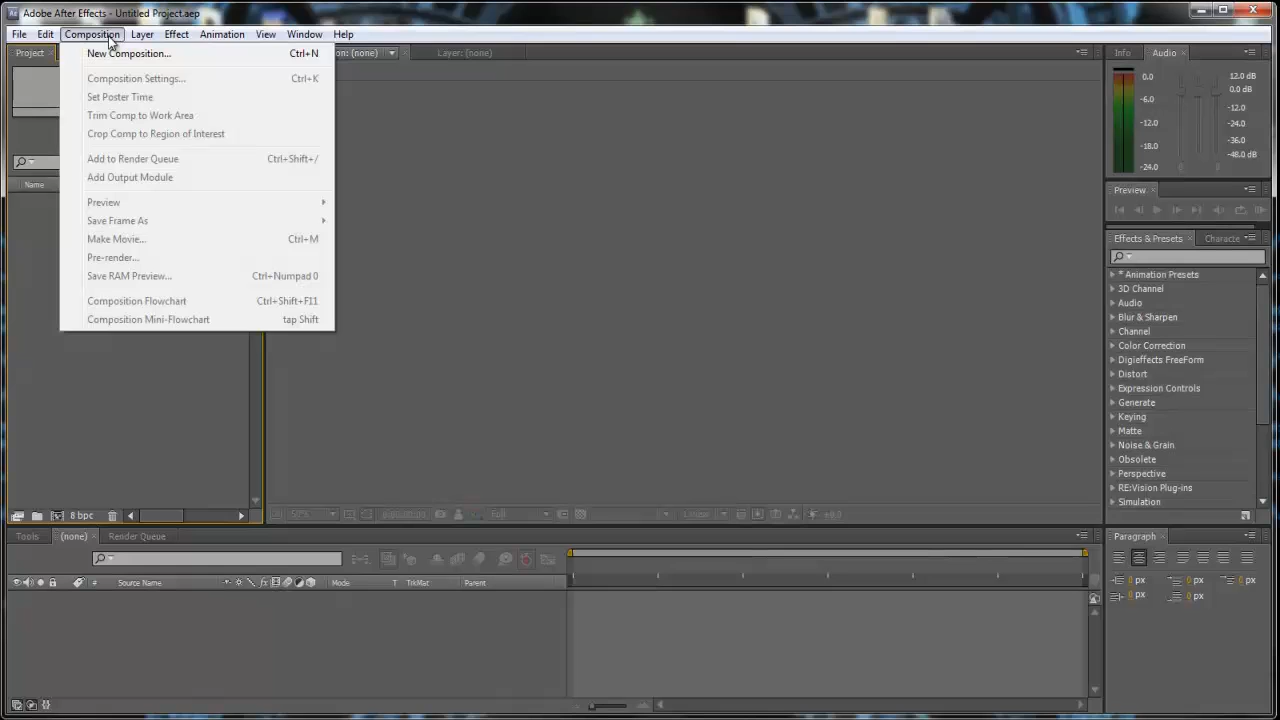 Adobe After Effects - Untitled Project.aep
File Edit Composition Layer Effect Animation View Window Help
Project
New Composition... Ctrl+N
Composition Settings... Ctrl+K
Set Poster Time
Trim Comp to Work Area
Crop Comp to Region of Interest
Add to Render Queue Ctrl+Shift+/
Add Output Module
Preview
Save Frame As
Make Movie... Ctrl+M
Pre-render...
Save RAM Preview... Ctrl+Numpad 0
Composition Flowchart Ctrl+Shift+F11
Composition Mini-Flowchart tap Shift
Name
8 bpc
on: (none)
Layer: (none)
Full
Info Audio
0.0
-6.0
-12.0
-18.0
-24.0
12.0 dB
0.0 dB
-12.0
-24.0
-36.0
-48.0 dB
Preview
Effects & Presets Characte
* Animation Presets
3D Channel
Audio
Blur & Sharpen
Channel
Color Correction
Digieffects FreeForm
Distort
Expression Controls
Generate
Keying
Matte
Noise & Grain
Obsolete
Perspective
RE:Vision Plug-ins
Simulation
Tools (none) Render Queue
# Source Name Mode T TrkMat Parent
Paragraph
0 px 0 px 0 px
0 px 0 px